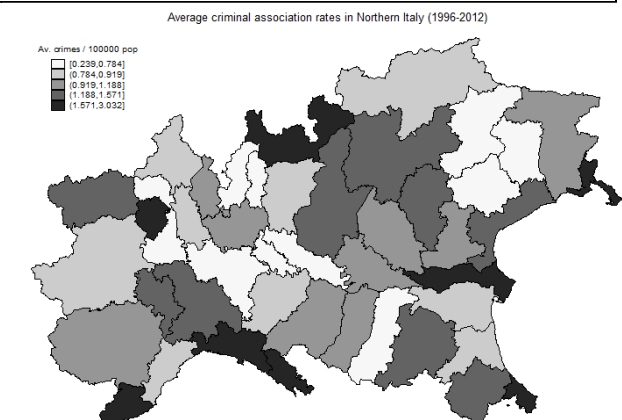 Average criminal association rates in Northern Italy (1996-2012)
Av. crimes / 100000 pop
[0.239,0.784]
(0.784,0.919]
(0.919,1.188]
(1.188,1.571]
(1.571,3.032]